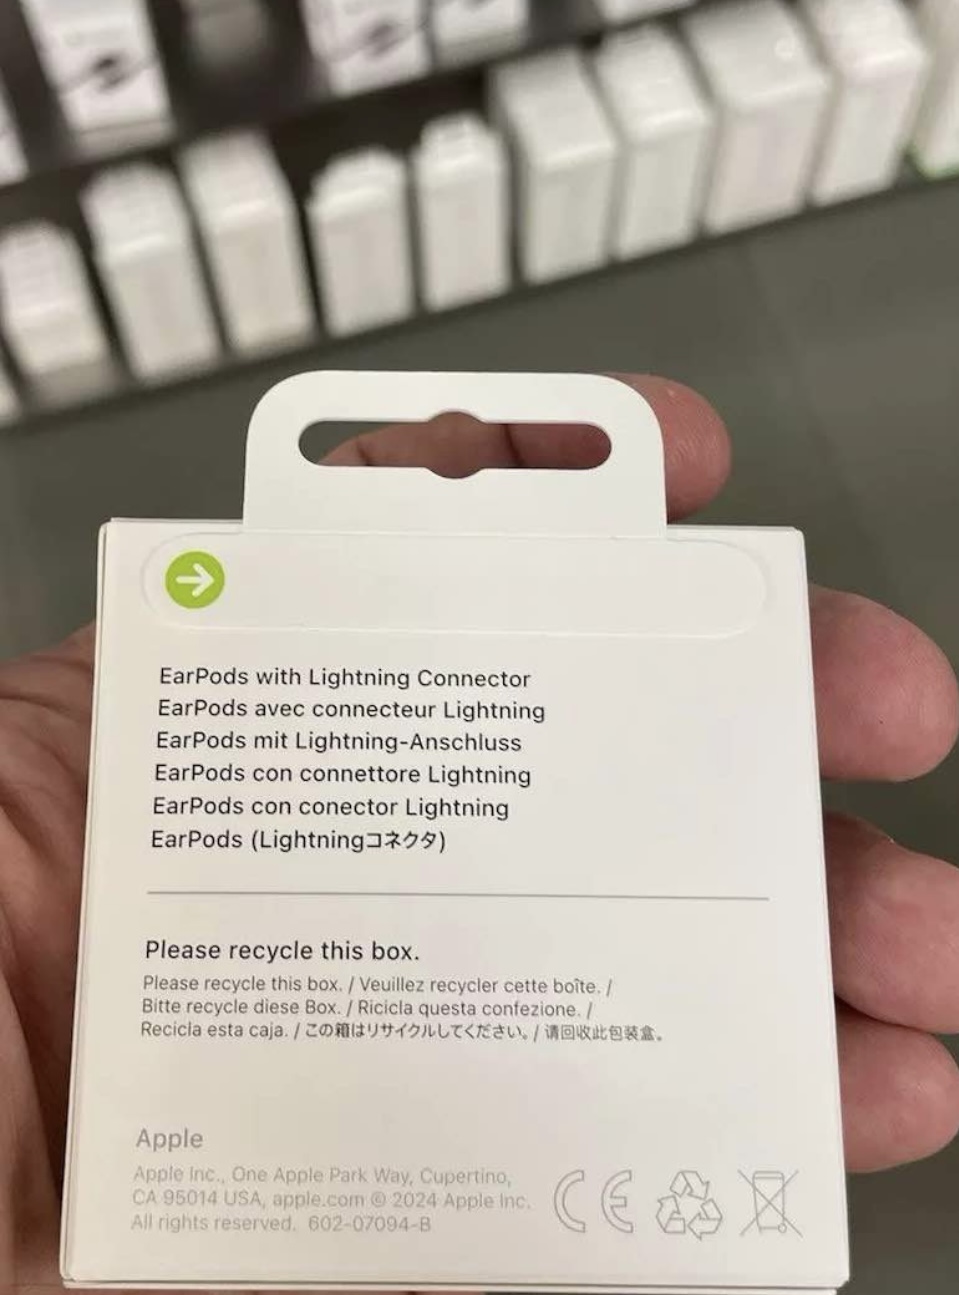 EarPods with Lightning Connector
EarPods avec connecteur Lightning
EarPods mit Lightning-Anschluss
EarPods con connettore Lightning
EarPods con conector Lightning
EarPods (Lightningコネクタ)
Please recycle this box.
Please recycle this box. / Veuillez recycler cette boîte. /
Bitte recycle diese Box. / Ricicla questa confezione. /
Recicla esta caja. / この箱はリサイクルしてください。/ 请回收此包装盒。
Apple
Apple Inc., One Apple Park Way, Cupertino,
CA 95014 USA, apple.com © 2024 Apple Inc.
All rights reserved. 602-07094-B
CE